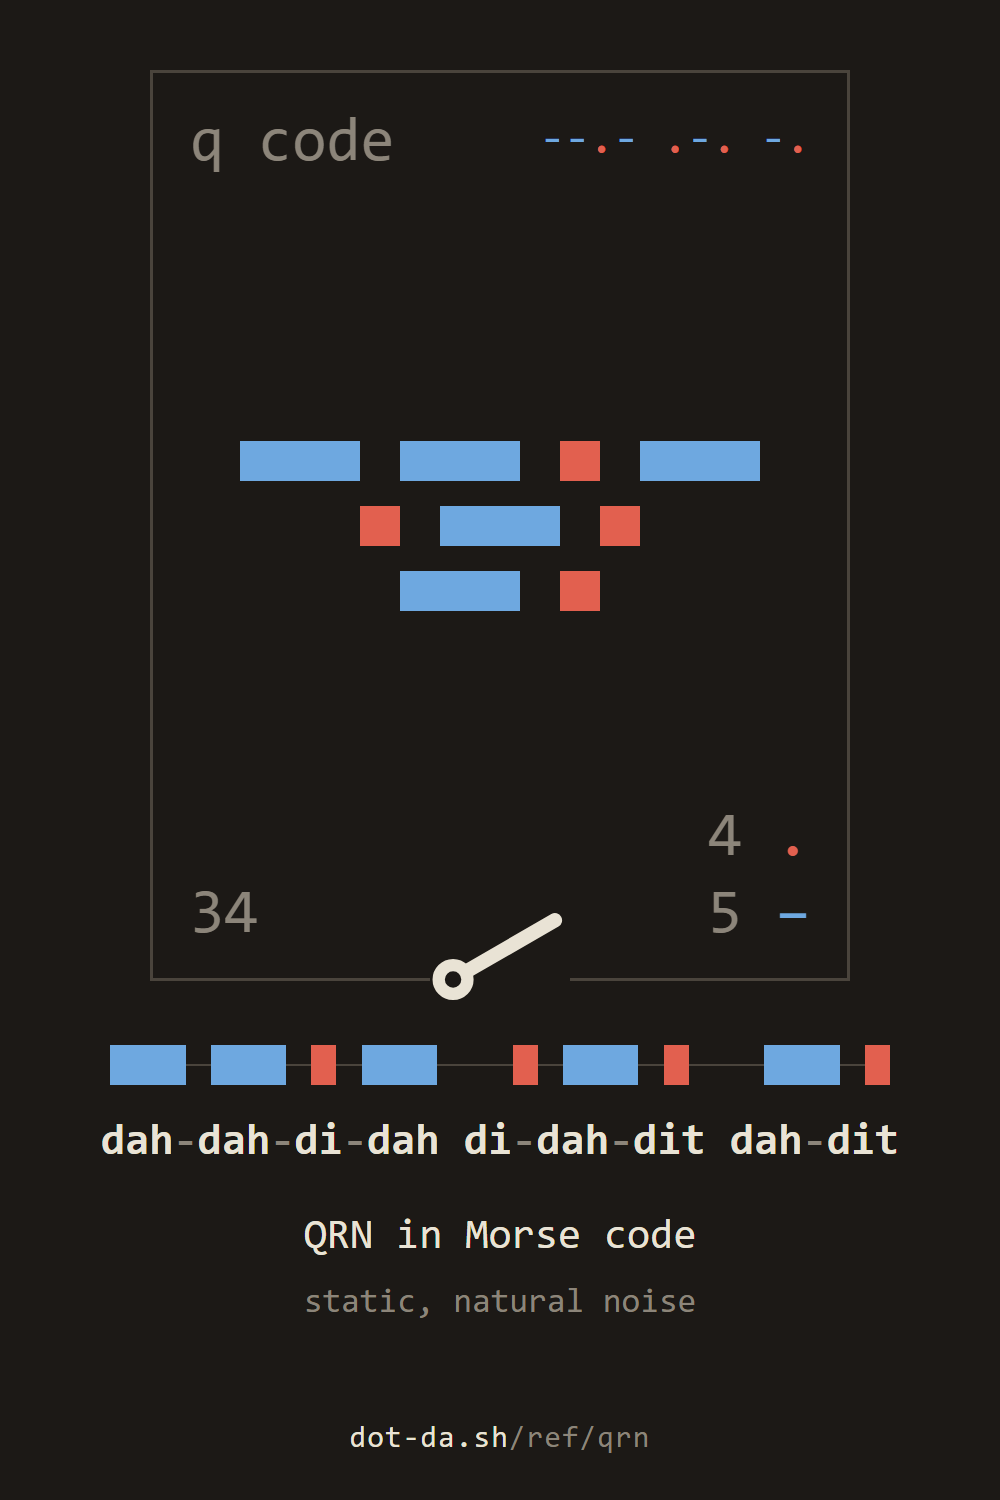 q code --.- .-. -.
4 .
34 5 -
dah-dah-di-dah di-dah-dit dah-dit
QRN in Morse code
static, natural noise
dot-da.sh/ref/qrn